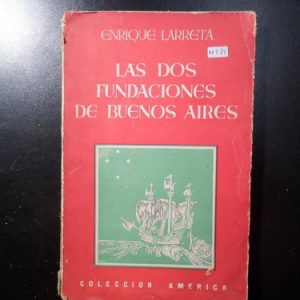 ENRIQUE LARRETA
LAS DOS
FUNDACIONES
DE BUENOS AIRES
COLECCION AMERICA